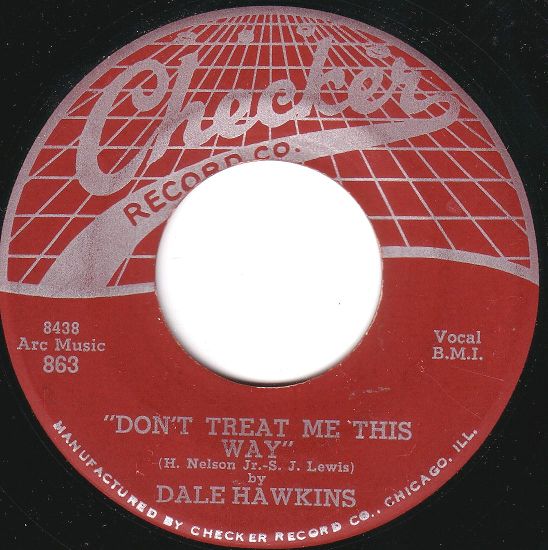 Checker
RECORD CO.
8438
Arc Music
863
Vocal
B.M.I.
"DON'T TREAT ME THIS
WAY"
(H. Nelson Jr.-S. J. Lewis)
by
DALE HAWKINS
MANUFACTURED BY CHECKER RECORD CO., CHICAGO, ILL.